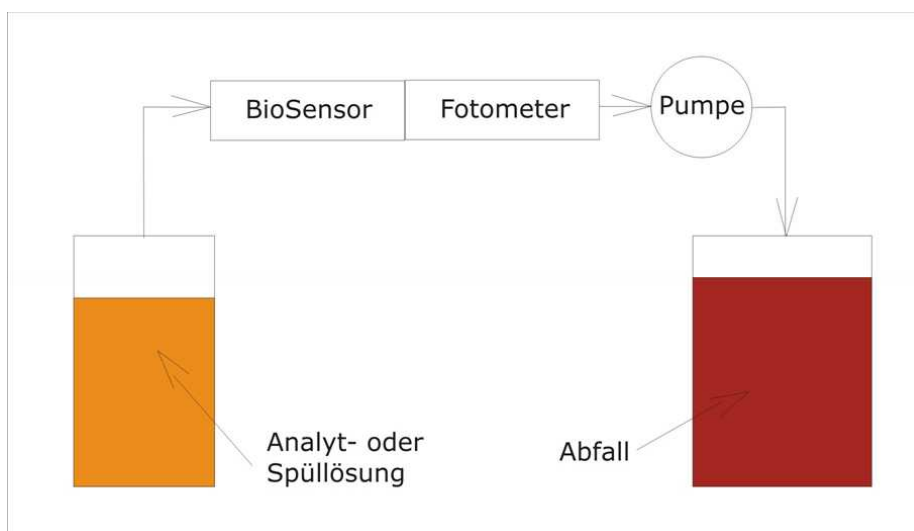 BioSensor
Fotometer
Pumpe
Analyt- oder
Spüllösung
Abfall